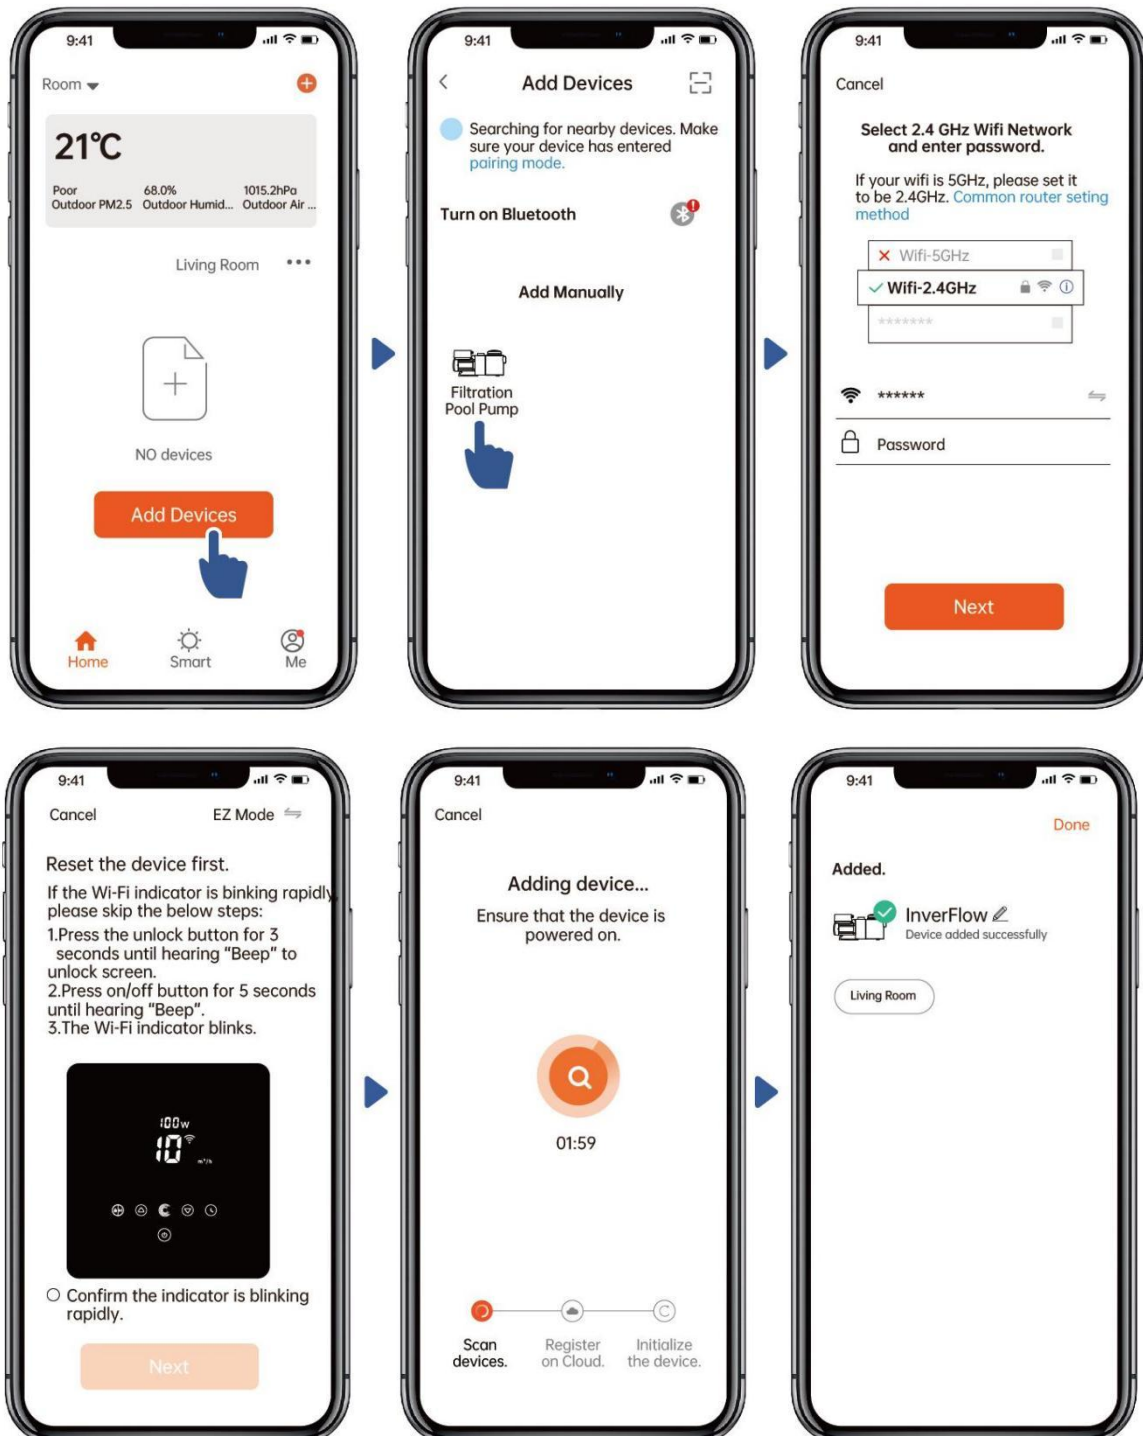 9:41
Room
21℃
Poor 68.0% 1015.2hPa
Outdoor PM2.5 Outdoor Humid... Outdoor Air ...
Living Room
NO devices
Add Devices
Home Smart Me
9:41
Add Devices
Searching for nearby devices. Make
sure your device has entered
pairing mode.
Turn on Bluetooth
Add Manually
Filtration
Pool Pump
9:41
Cancel
Select 2.4 GHz Wifi Network
and enter password.
If your wifi is 5GHz, please set it
to be 2.4GHz. Common router seting
method
Wifi-5GHz
Wifi-2.4GHz
*******
******
Password
Next
9:41
Cancel EZ Mode
Reset the device first.
If the Wi-Fi indicator is binking rapidly,
please skip the below steps:
1.Press the unlock button for 3
seconds until hearing “Beep” to
unlock screen.
2.Press on/off button for 5 seconds
until hearing “Beep”.
3.The Wi-Fi indicator blinks.
100w
10
m³/h
Confirm the indicator is blinking
rapidly.
Next
9:41
Cancel
Adding device...
Ensure that the device is
powered on.
01:59
Scan Register Initialize
devices. on Cloud. the device.
9:41
Done
Added.
InverFlow
Device added successfully
Living Room